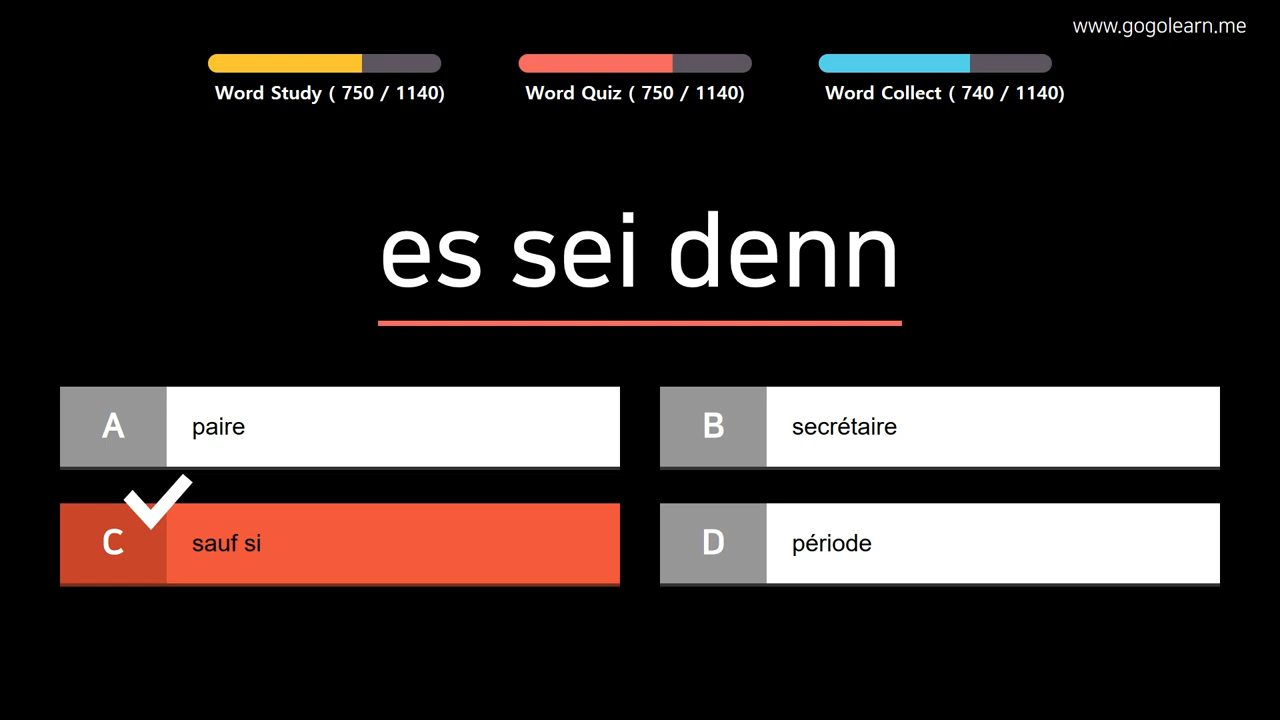 www.gogolearn.me
Word Study ( 750 / 1140)
Word Quiz ( 750 / 1140)
Word Collect ( 740 / 1140)
es sei denn
A paire
B secrétaire
C sauf si
D période